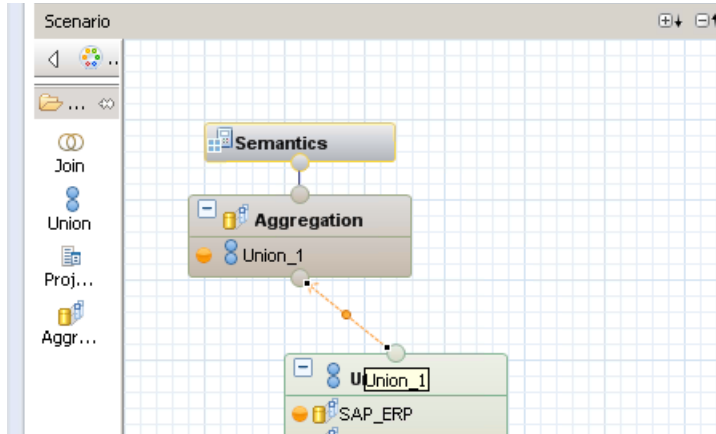 Scenario
..
...
Join
Union
Proj...
Aggr...
Semantics
Aggregation
Union_1
Union_1
SAP_ERP